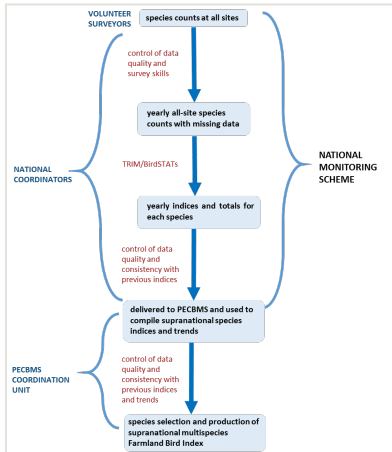 VOLUNTEER
SURVEYORS
species counts at all sites
control of data
quality and
survey skills
yearly all-site species
counts with missing data
TRIM/BirdSTATs
NATIONAL
COORDINATORS
NATIONAL
MONITORING
SCHEME
yearly indices and totals for
each species
control of data
quality and
consistency with
previous indices
delivered to PECBMS and used to
compile supranational species
indices and trends
PECBMS
COORDINATION
UNIT
control of data
quality and
consistency with
previous indices
and trends
species selection and production of
supranational multispecies
Farmland Bird Index